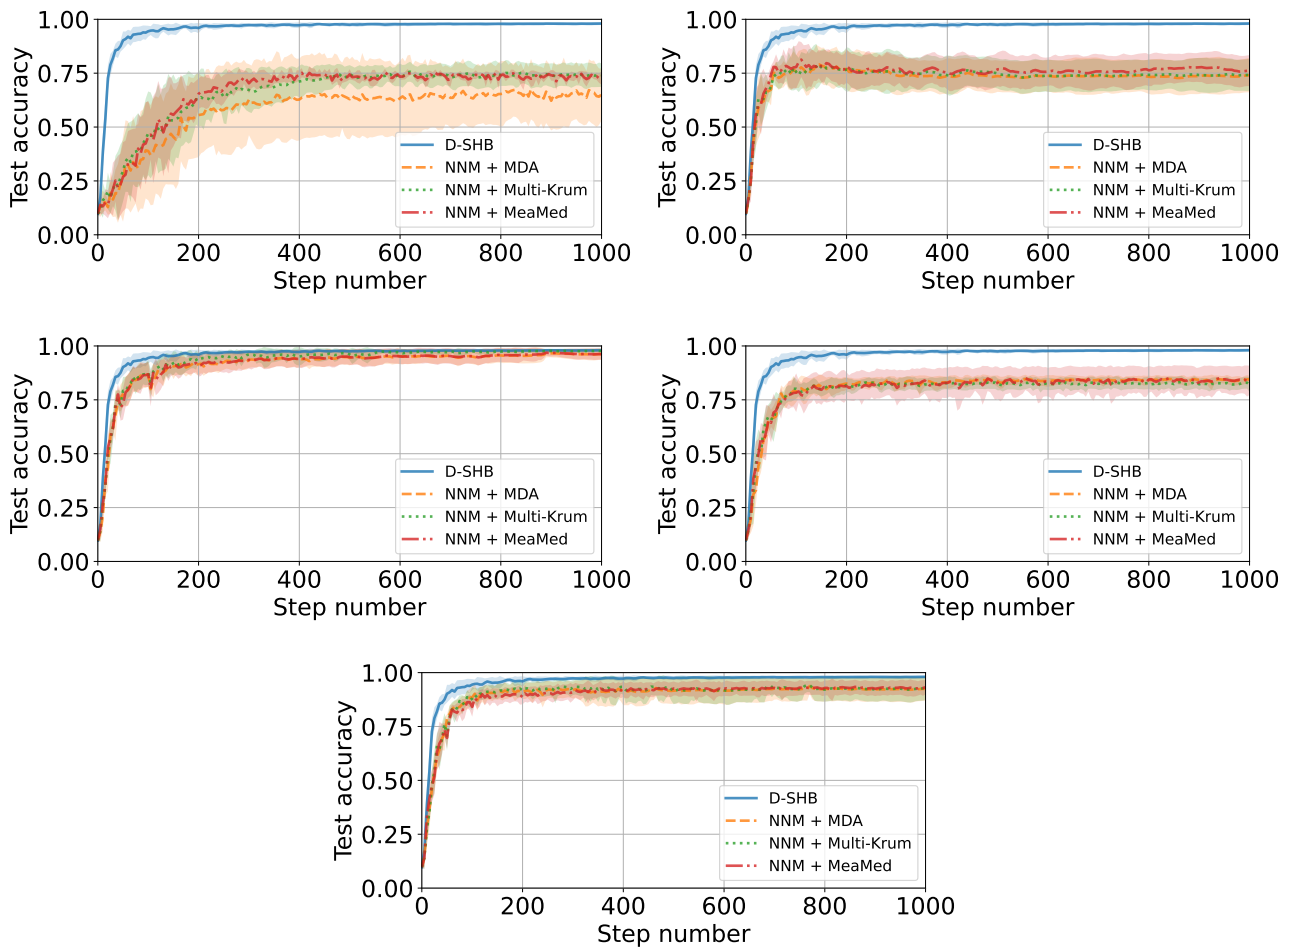 1.00
0.75
0.50
0.25
0.00
Test accuracy
0 200 400 600 800 1000
Step number
D-SHB
NNM + MDA
NNM + Multi-Krum
NNM + MeaMed
1.00
0.75
0.50
0.25
0.00
Test accuracy
0 200 400 600 800 1000
Step number
D-SHB
NNM + MDA
NNM + Multi-Krum
NNM + MeaMed
1.00
0.75
0.50
0.25
0.00
Test accuracy
0 200 400 600 800 1000
Step number
D-SHB
NNM + MDA
NNM + Multi-Krum
NNM + MeaMed
1.00
0.75
0.50
0.25
0.00
Test accuracy
0 200 400 600 800 1000
Step number
D-SHB
NNM + MDA
NNM + Multi-Krum
NNM + MeaMed
1.00
0.75
0.50
0.25
0.00
Test accuracy
0 200 400 600 800 1000
Step number
D-SHB
NNM + MDA
NNM + Multi-Krum
NNM + MeaMed